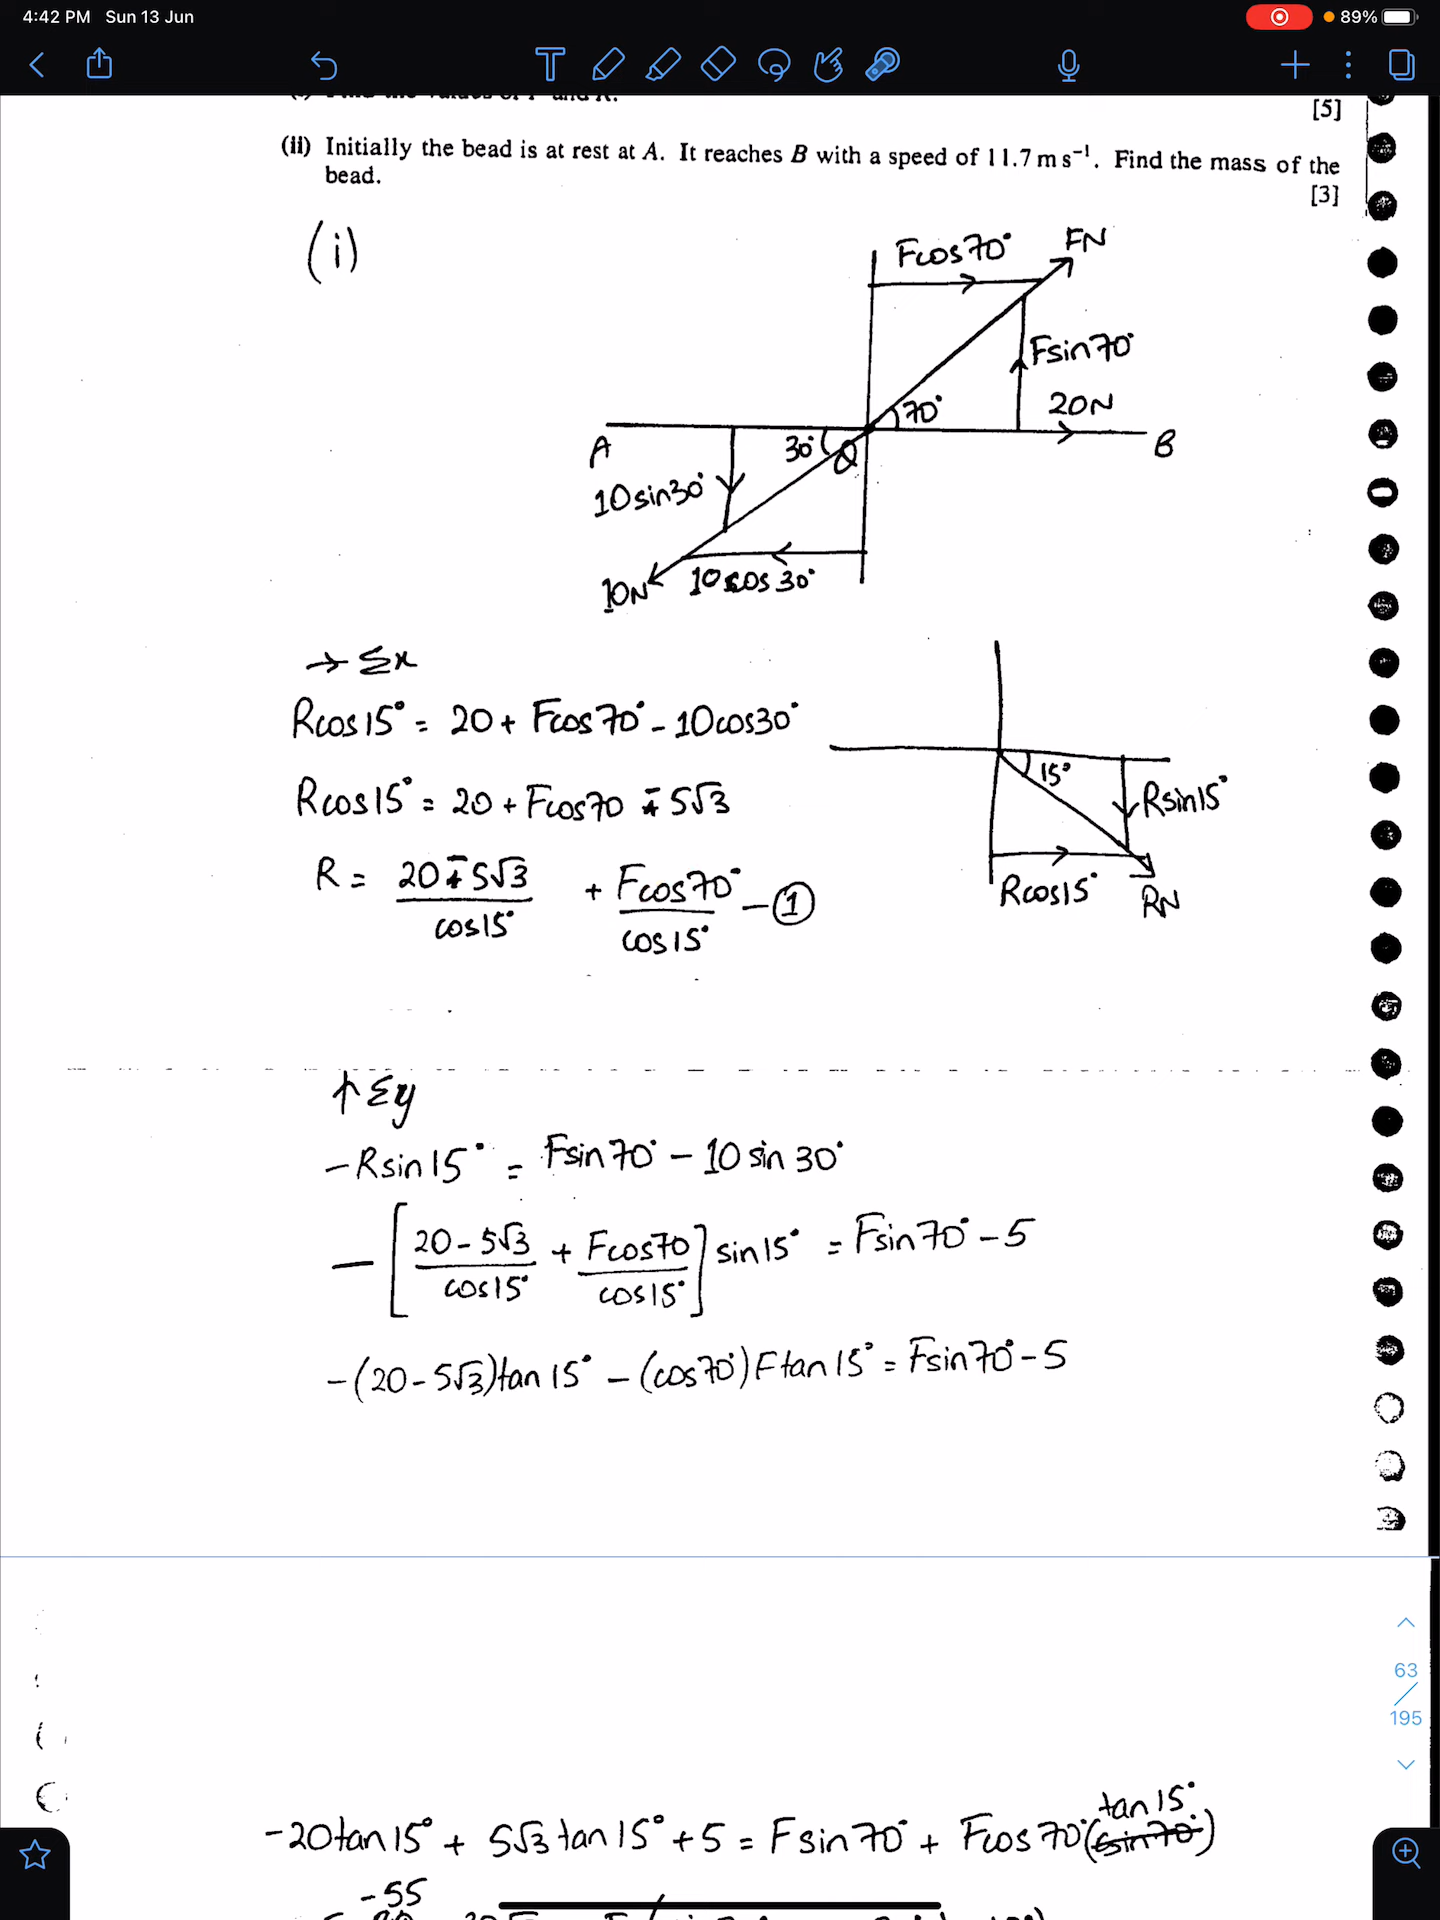 4:42 PM Sun 13 Jun
89%
[5]
(ii) Initially the bead is at rest at A. It reaches B with a speed of 11.7 m s⁻¹. Find the mass of the
bead.
[3]
(i)
Fcos70°
FN
Fsin70°
70°
20N
A
30°
Q
B
10sin30°
10N
10cos30°
→ Σx
Rcos15° = 20 + Fcos70° - 10cos30°
Rcos15° = 20 + Fcos70 - 5√3
15°
Rsin15°
R = 20 - 5√3 / cos15° + Fcos70° / cos15° - ①
Rcos15°
RN
↑ Σy
-Rsin15° = Fsin70° - 10 sin 30°
- [20 - 5√3 / cos15° + Fcos70 / cos15°] sin15° = Fsin70° - 5
-(20 - 5√3)tan15° - (cos70°)Ftan15° = Fsin70° - 5
63
195
tan15°
-20tan15° + 5√3tan15° + 5 = Fsin70° + Fcos70°(sin70°)
-55